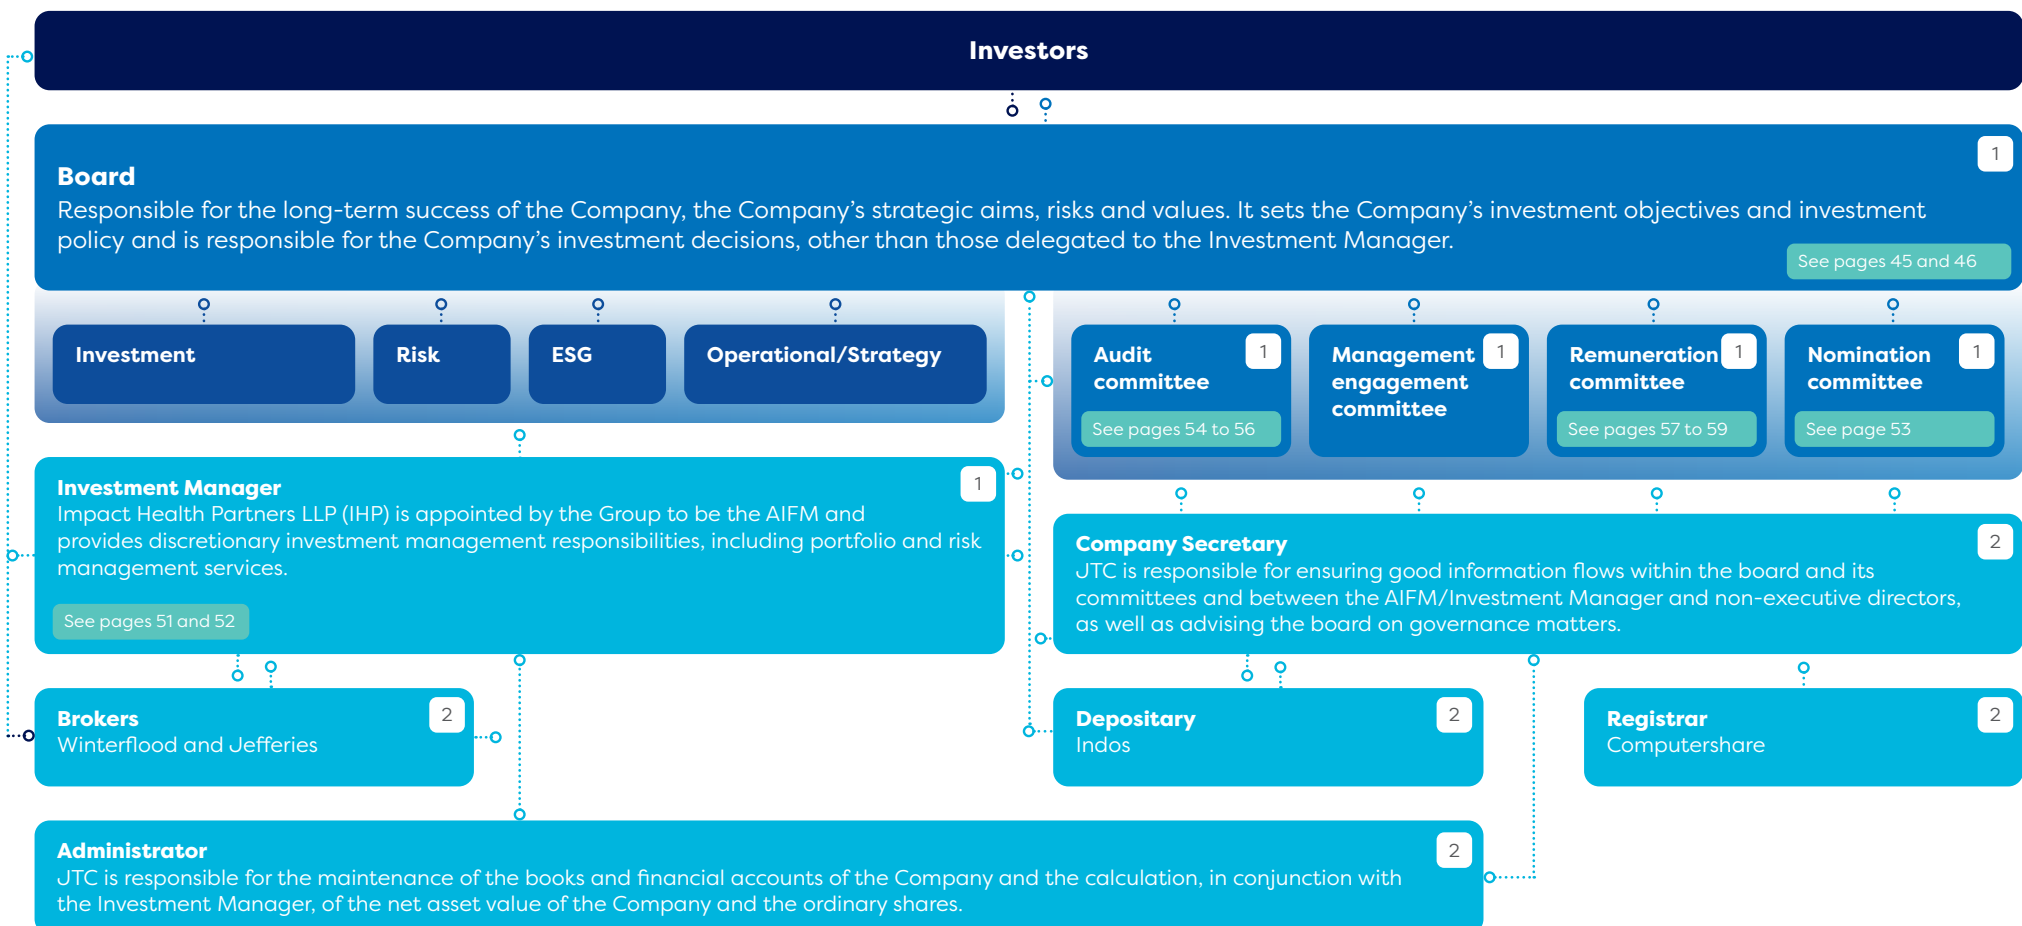 Investors
1
Board
Responsible for the long-term success of the Company, the Company’s strategic aims, risks and values. It sets the Company’s investment objectives and investment
policy and is responsible for the Company’s investment decisions, other than those delegated to the Investment Manager.
See pages 45 and 46
Investment
Risk
ESG
Operational/Strategy
Audit
committee
1
See pages 54 to 56
Management
engagement
committee
1
Remuneration
committee
1
See pages 57 to 59
Nomination
committee
1
See page 53
Investment Manager
1
Impact Health Partners LLP (IHP) is appointed by the Group to be the AIFM and
provides discretionary investment management responsibilities, including portfolio and risk
management services.
See pages 51 and 52
Company Secretary
2
JTC is responsible for ensuring good information flows within the board and its
committees and between the AIFM/Investment Manager and non-executive directors,
as well as advising the board on governance matters.
Brokers
2
Winterflood and Jefferies
Depositary
2
Indos
Registrar
2
Computershare
Administrator
2
JTC is responsible for the maintenance of the books and financial accounts of the Company and the calculation, in conjunction with
the Investment Manager, of the net asset value of the Company and the ordinary shares.